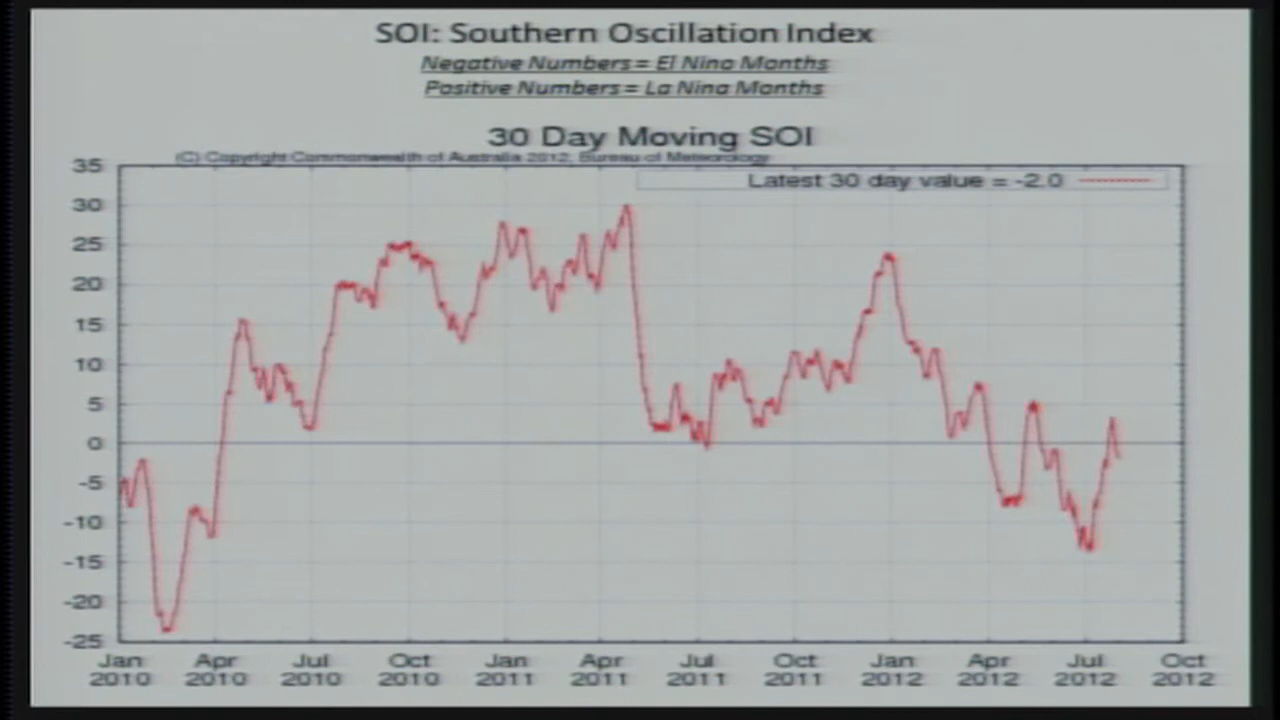 SOI: Southern Oscillation Index
Negative Numbers = El Nino Months
Positive Numbers = La Nina Months
30 Day Moving SOI
(C) Copyright Commonwealth of Australia 2012, Bureau of Meteorology
Latest 30 day value = -2.0
35
30
25
20
15
10
5
0
-5
-10
-15
-20
-25
Jan Apr Jul Oct Jan Apr Jul Oct Jan Apr Jul Oct
2010 2010 2010 2010 2011 2011 2011 2011 2012 2012 2012 2012